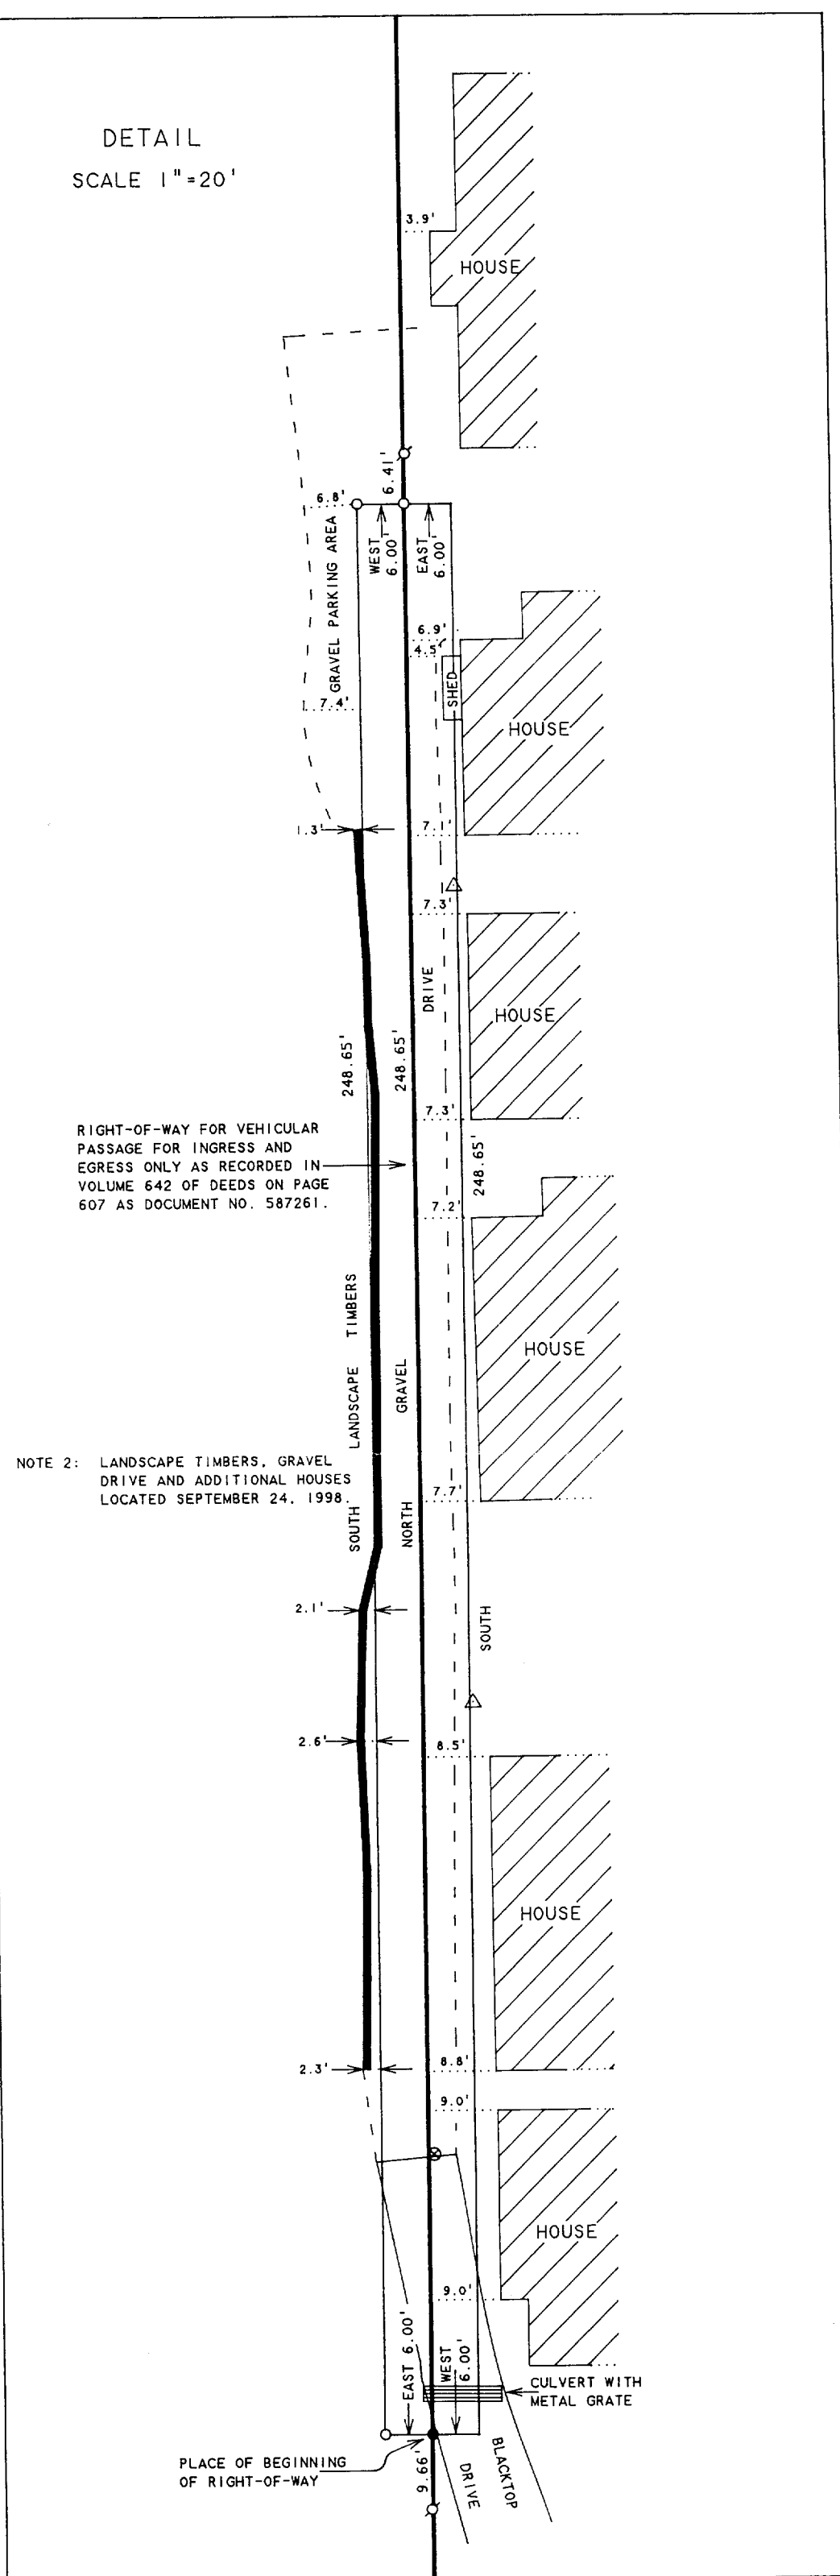 DETAIL
SCALE 1"=20'
3.9'
HOUSE
6.41'
6.8'
WEST
6.00'
EAST
6.00'
GRAVEL PARKING AREA
6.9'
4.5'
SHED
7.4'
HOUSE
1.3'
7.1'
7.3'
DRIVE
HOUSE
248.65'
248.65'
7.3'
RIGHT-OF-WAY FOR VEHICULAR
PASSAGE FOR INGRESS AND
EGRESS ONLY AS RECORDED IN
VOLUME 642 OF DEEDS ON PAGE
607 AS DOCUMENT NO. 587261.
248.65'
7.2'
LANDSCAPE TIMBERS
HOUSE
GRAVEL
NOTE 2: LANDSCAPE TIMBERS, GRAVEL
DRIVE AND ADDITIONAL HOUSES
LOCATED SEPTEMBER 24, 1998.
7.7'
SOUTH
NORTH
2.1'
SOUTH
2.6'
8.5'
HOUSE
2.3'
8.8'
9.0'
HOUSE
9.0'
EAST 6.00'
WEST
6.00'
CULVERT WITH
METAL GRATE
PLACE OF BEGINNING
OF RIGHT-OF-WAY
9.66'
BLACKTOP
DRIVE